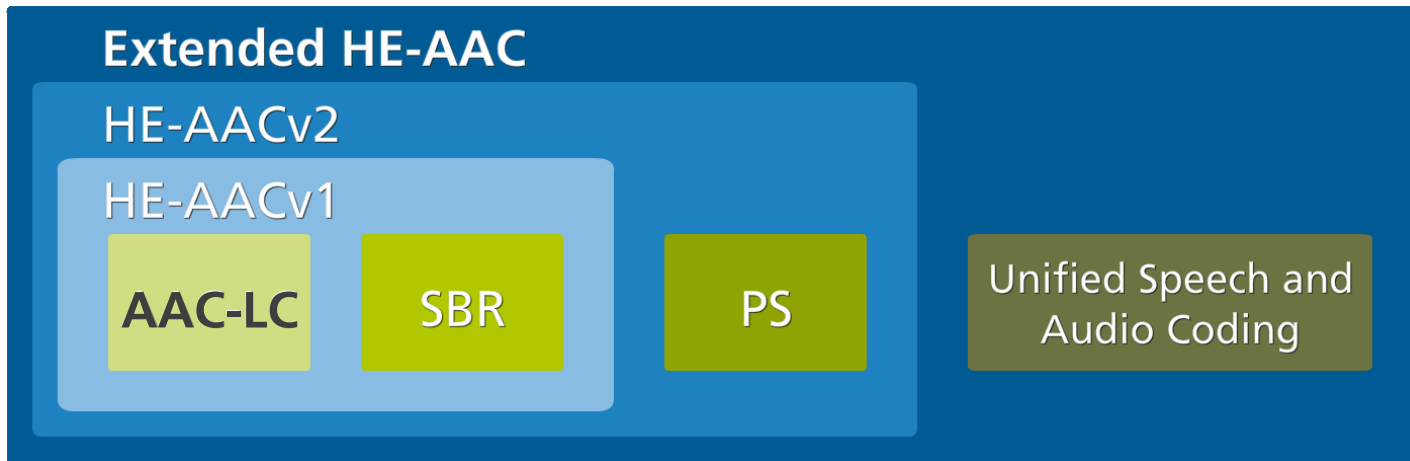 Extended HE-AAC
HE-AACv2
HE-AACv1
AAC-LC
SBR
PS
Unified Speech and
Audio Coding